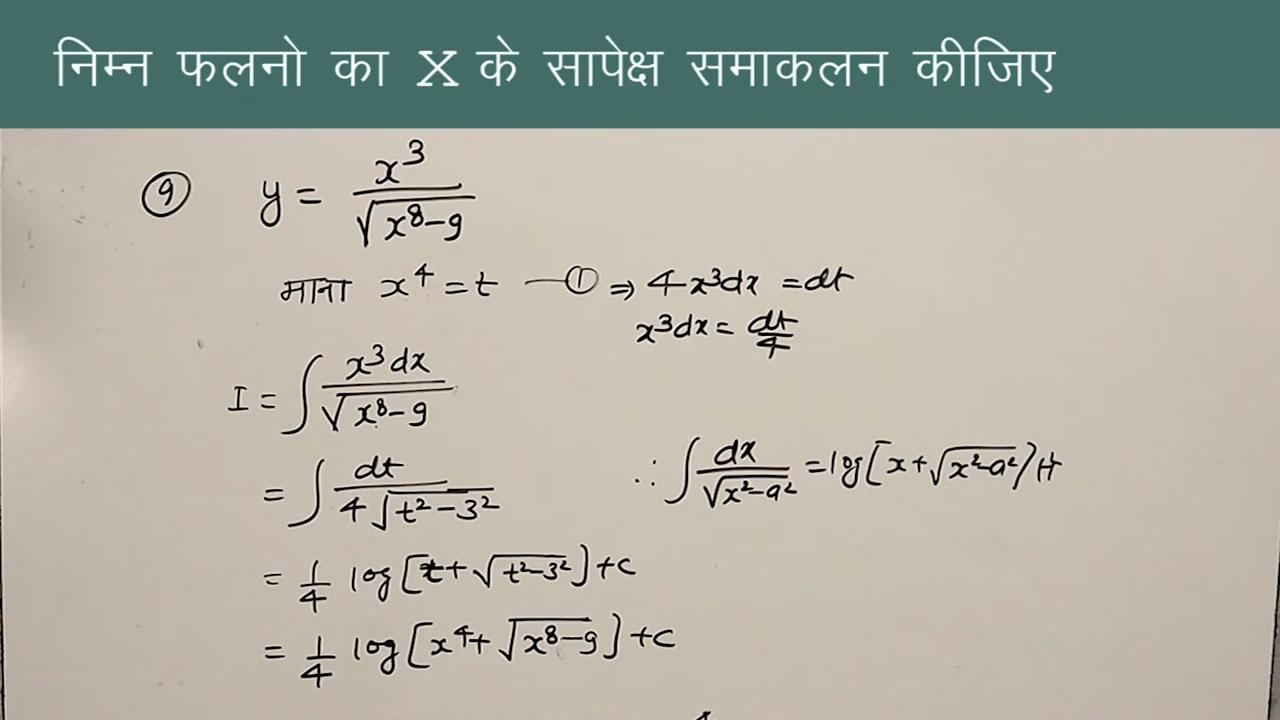 निम्न फलनो का X के सापेक्ष समाकलन कीजिए
⑨ y = x³/√(x⁸-9)
माना x⁴ = t —① ⇒ 4x³dx = dt
x³dx = dt/4
I = ∫ x³dx/√(x⁸-9)
= ∫ dt/4√(t²-3²) ∴ ∫ dx/√(x²-a²) = log[x+√(x²-a²)]+
= 1/4 log[t+√(t²-3²)]+c
= 1/4 log[x⁴+√(x⁸-9)]+c